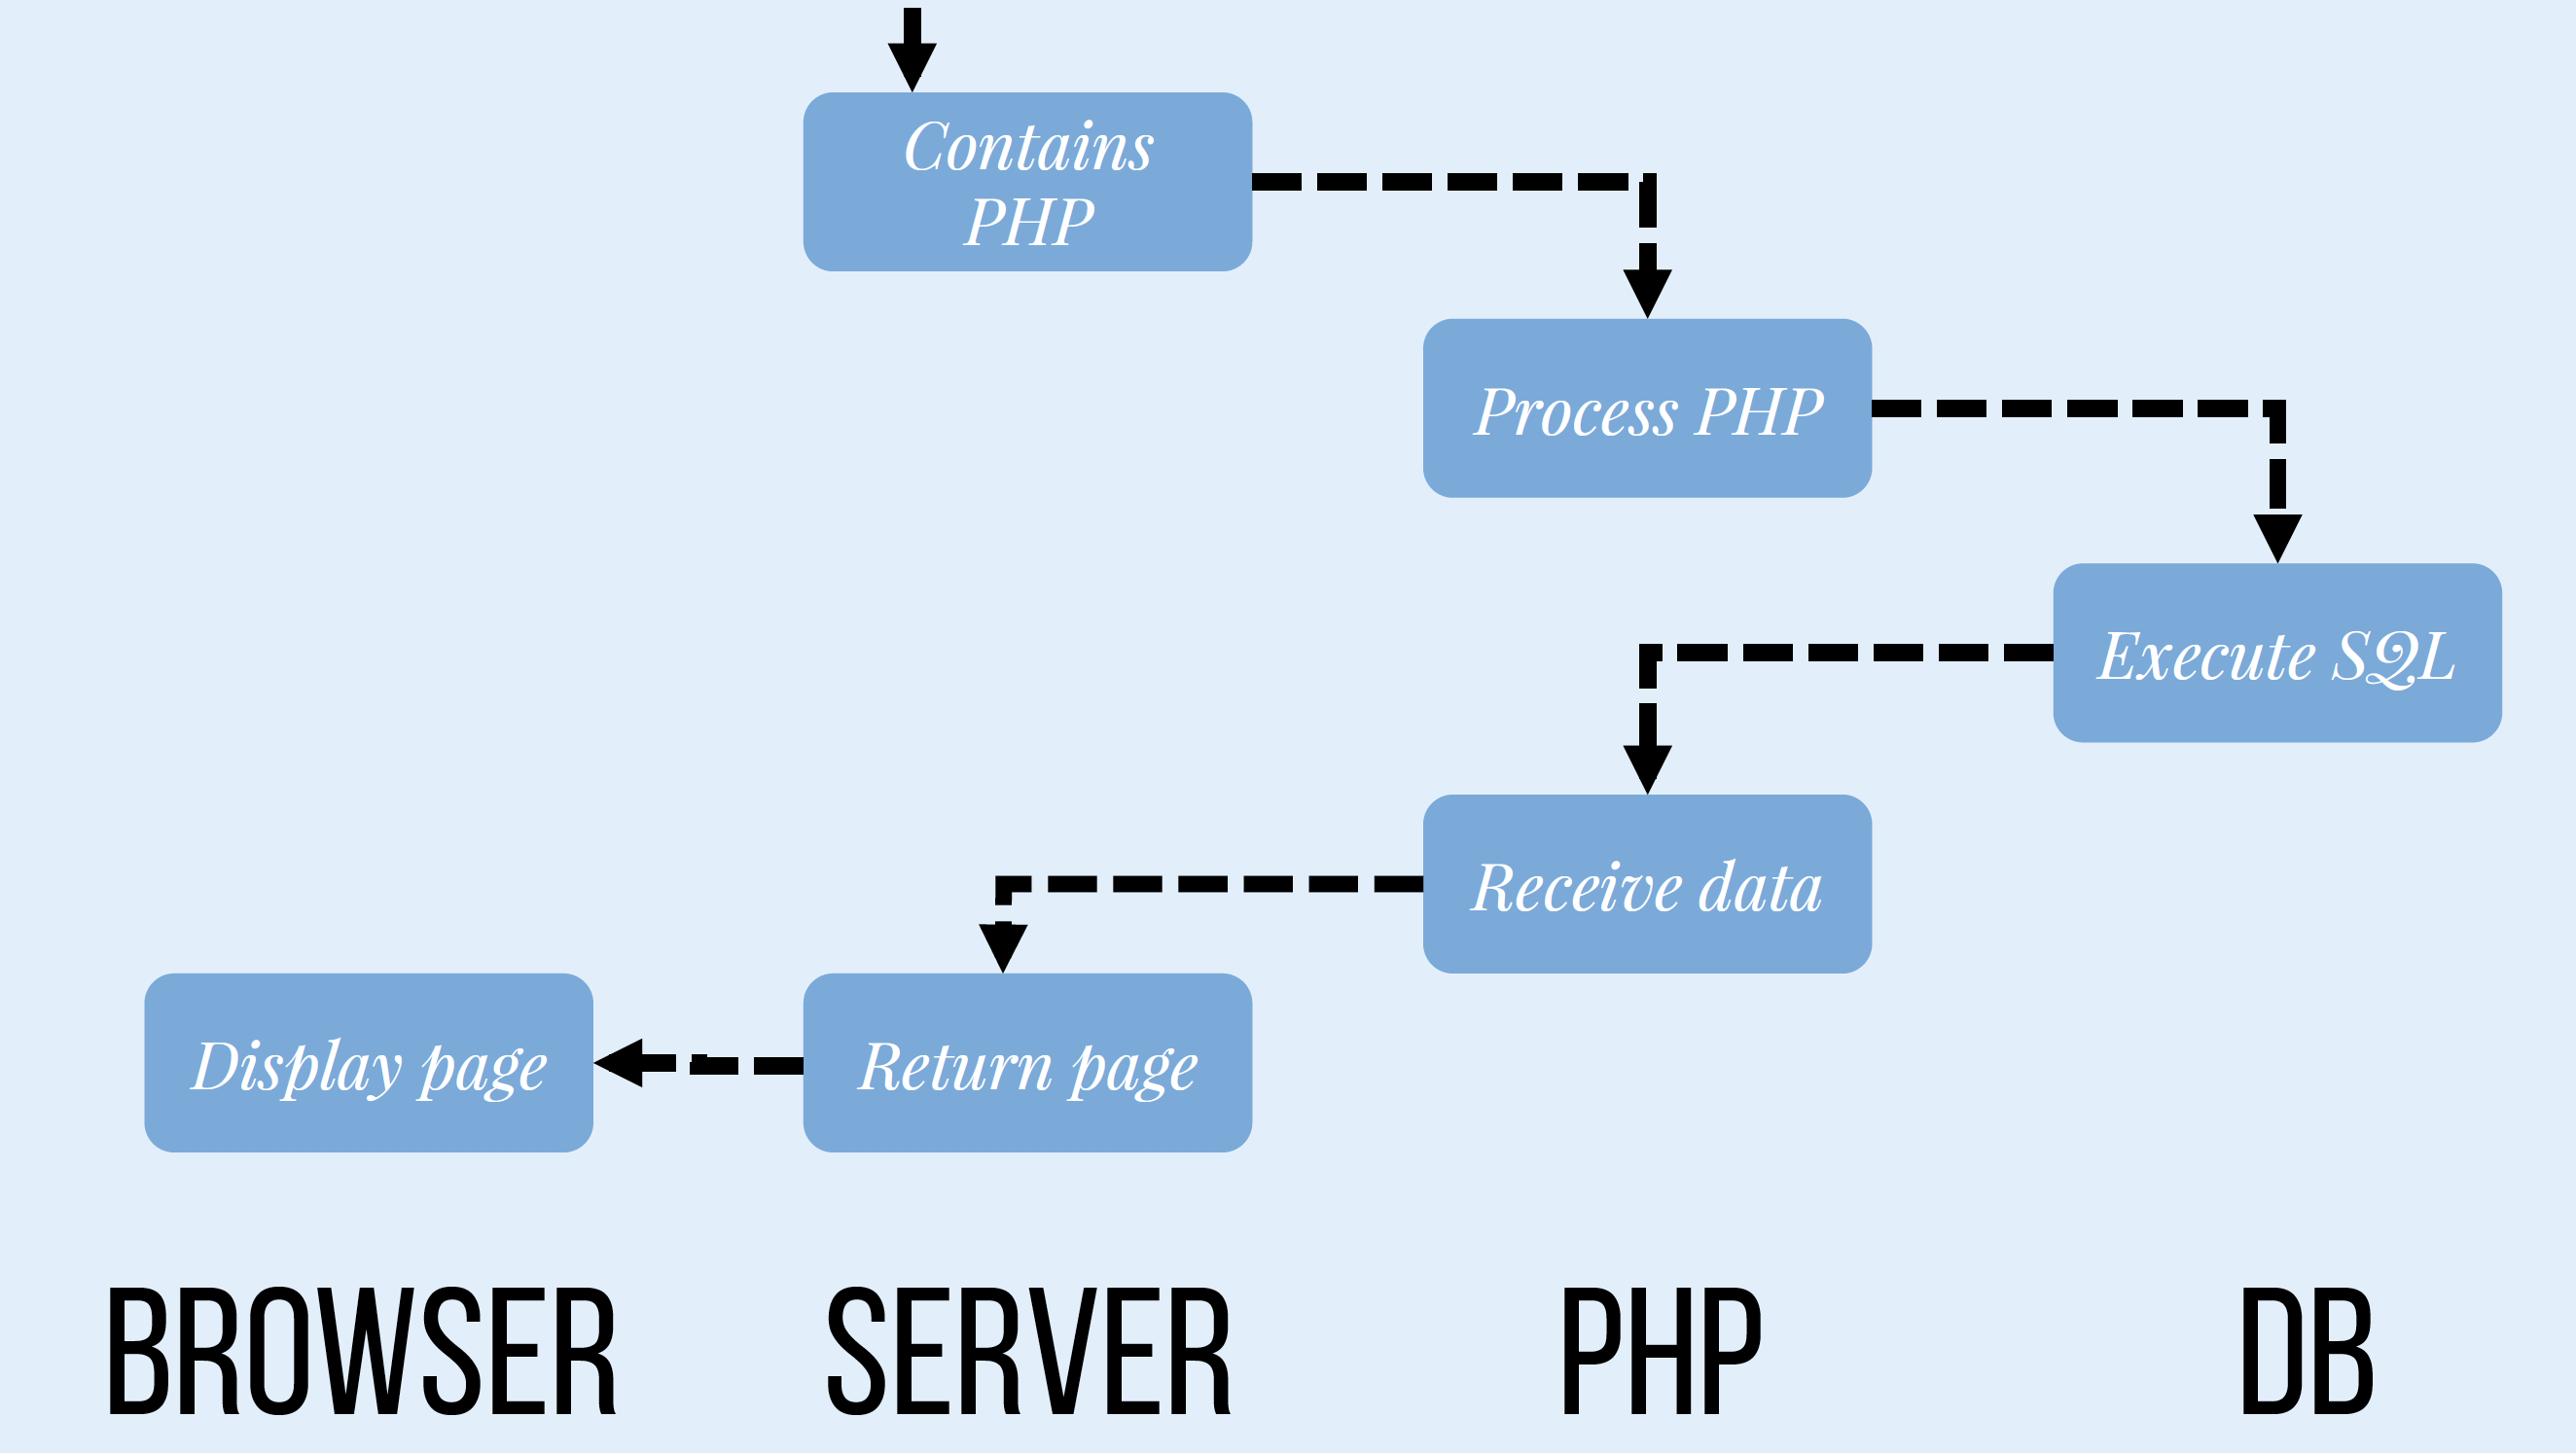 Contains
PHP
Process PHP
Execute SQL
Receive data
Display page
Return page
BROWSER
SERVER
PHP
DB